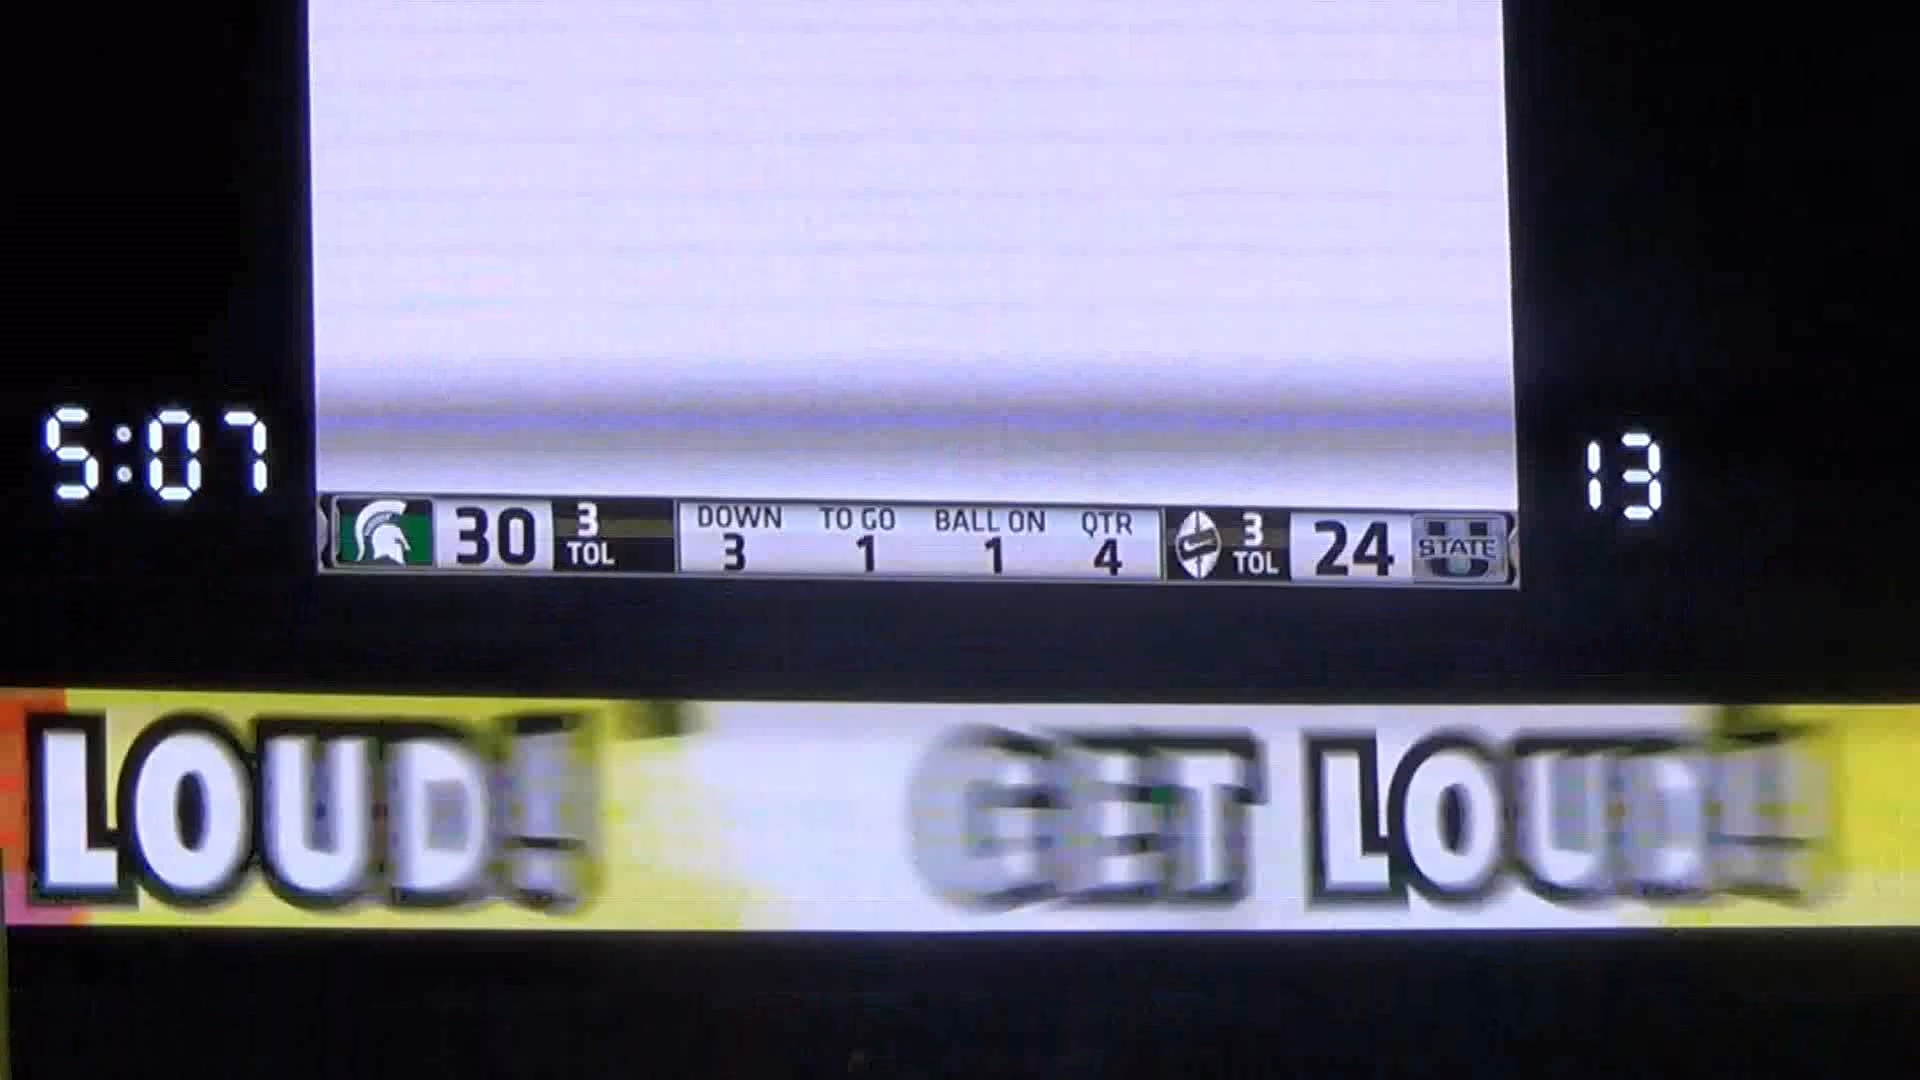 5:07
13
30 3 TOL
DOWN 3
TO GO 1
BALL ON 1
QTR 4
3 TOL 24 U STATE
LOUD! GET LOUD!